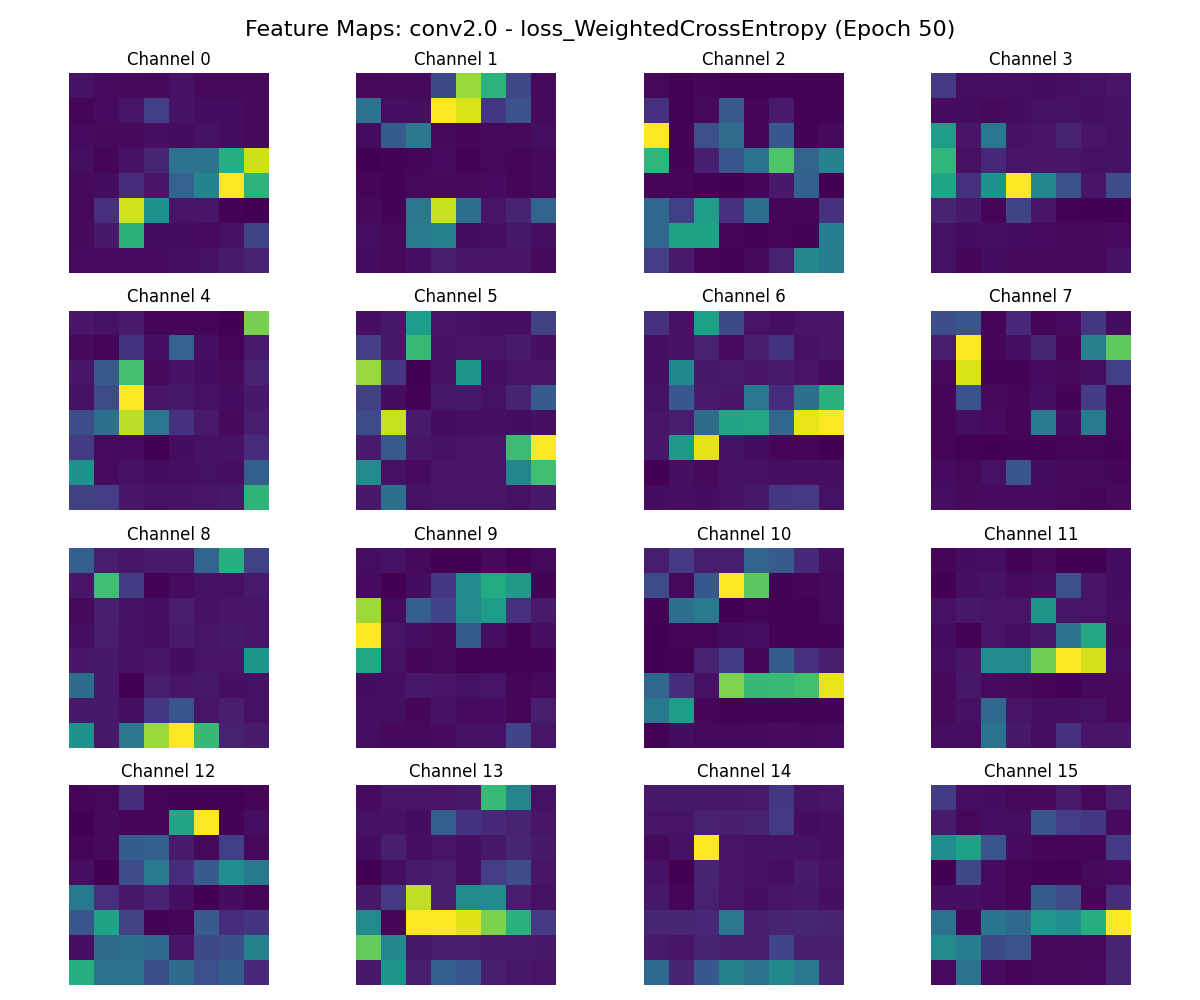 Feature Maps: conv2.0 - loss_WeightedCrossEntropy (Epoch 50)
Channel 0
Channel 1
Channel 2
Channel 3
Channel 4
Channel 5
Channel 6
Channel 7
Channel 8
Channel 9
Channel 10
Channel 11
Channel 12
Channel 13
Channel 14
Channel 15